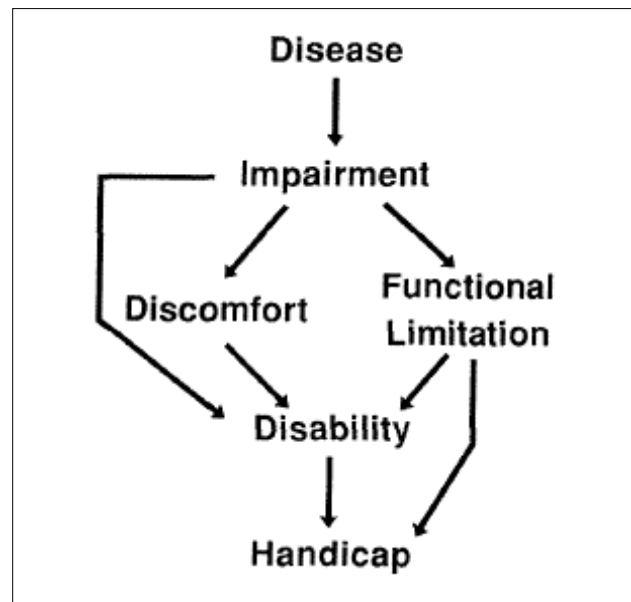 Disease
Impairment
Discomfort
Functional
Limitation
Disability
Handicap